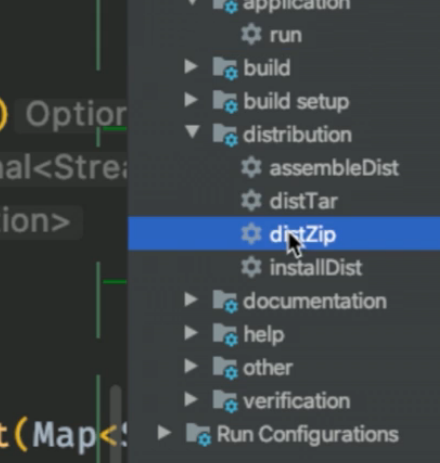 application
run
build
) Option
build setup
distribution
nal<Strea
assembleDist
distTar
ion>
distZip
installDist
documentation
help
other
verification
t(Map<S
Run Configurations